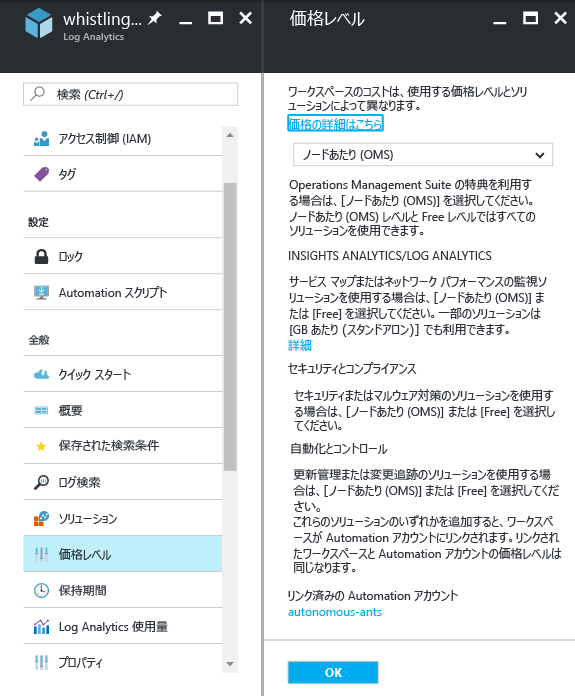 whistling...
Log Analytics
検索 (Ctrl+/)
アクセス制御 (IAM)
タグ
設定
ロック
Automation スクリプト
全般
クイック スタート
概要
保存された検索条件
ログ検索
ソリューション
価格レベル
保持期間
Log Analytics 使用量
プロパティ
価格レベル
ワークスペースのコストは、使用する価格レベルとソリ
ューションによって異なります。
価格の詳細はこちら
ノードあたり (OMS)
Operations Management Suite の特典を利用す
る場合は、[ノードあたり (OMS)] を選択してください。
ノードあたり (OMS) レベルと Free レベルではすべての
ソリューションを使用できます。
INSIGHTS ANALYTICS/LOG ANALYTICS
サービス マップまたはネットワーク パフォーマンスの監視ソ
リューションを使用する場合は、[ノードあたり (OMS)] ま
たは [Free] を選択してください。一部のソリューションは
[GB あたり (スタンドアロン)] でも利用できます。
詳細
セキュリティとコンプライアンス
セキュリティまたはマルウェア対策のソリューションを使用す
る場合は、[ノードあたり (OMS)] または [Free] を選択し
てください。
自動化とコントロール
更新管理または変更追跡のソリューションを使用する場
合は、[ノードあたり (OMS)] または [Free] を選択してくだ
さい。
これらのソリューションのいずれかを追加すると、ワークスペ
ースが Automation アカウントにリンクされます。リンクされ
たワークスペースと Automation アカウントの価格レベルは
同じになります。
リンク済みの Automation アカウント
autonomous-ants
OK